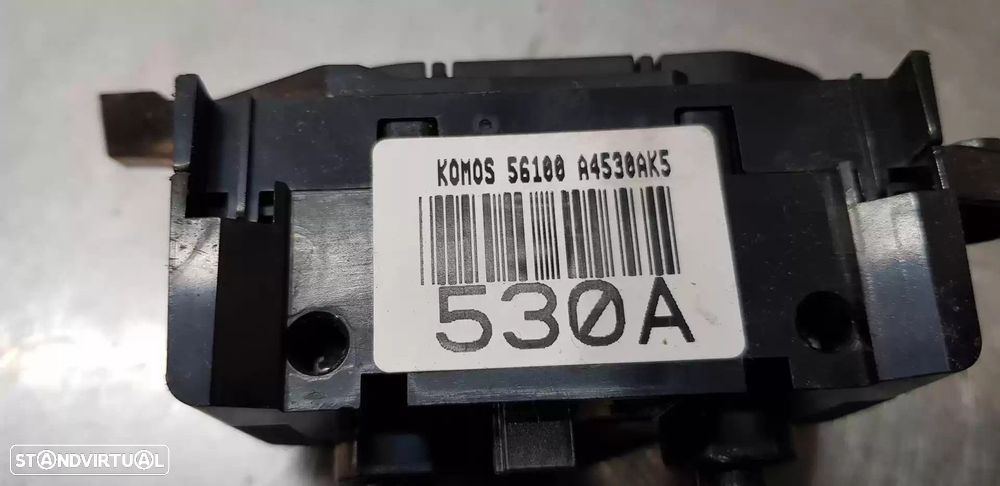 KOMOS 56100 A4530AK5
530A
STANDVIRTUAL